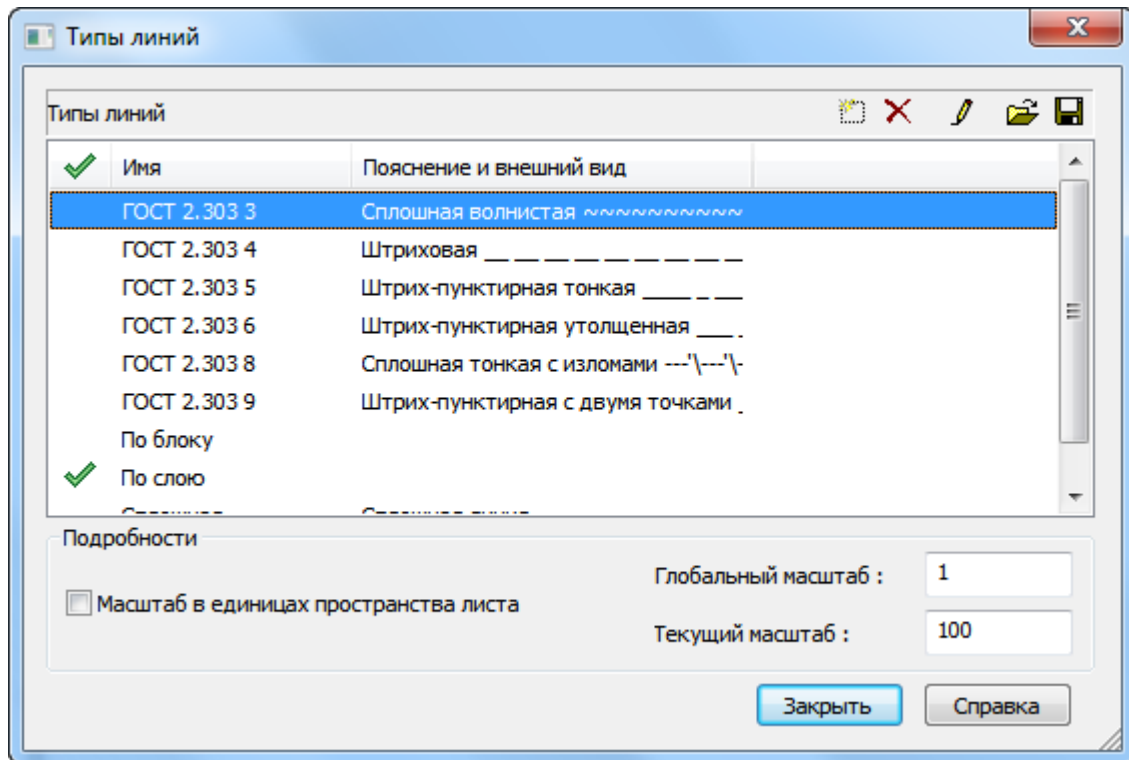 Типы линий
Типы линий
Имя Пояснение и внешний вид
ГОСТ 2.303 3 Сплошная волнистая ~~~~~~~~~~
ГОСТ 2.303 4 Штриховая __ __ __ __ __ __ __ __ __
ГОСТ 2.303 5 Штрих-пунктирная тонкая ____ _ __
ГОСТ 2.303 6 Штрих-пунктирная утолщенная ___ .
ГОСТ 2.303 8 Сплошная тонкая с изломами ---'\---'\-
ГОСТ 2.303 9 Штрих-пунктирная с двумя точками _
По блоку
По слою
Сплошная Сплошная линия
Подробности
Масштаб в единицах пространства листа
Глобальный масштаб : 1
Текущий масштаб : 100
Закрыть Справка